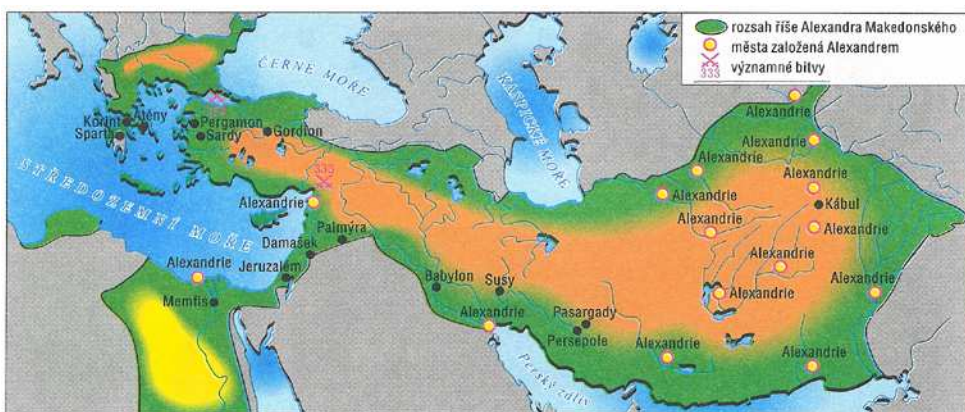 rozsah říše Alexandra Makedonského
města založená Alexandrem
333
významné bitvy
ČERNÉ MOŘE
KASPICKÉ MOŘE
Alexandrie
Korint
Atény
Sparta
Pergamon
Sardy
Gordion
Alexandrie
Alexandrie
333
Alexandrie
Alexandrie
Kábul
STŘEDOZEMNÍ MOŘE
Alexandrie
Alexandrie
Alexandrie
Palmýra
Damašek
Alexandrie
Jeruzalém
Alexandrie
Alexandrie
Memfis
Babylon
Susy
Alexandrie
Alexandrie
Pasargady
Persepole
Alexandrie
Alexandrie
Perský záliv